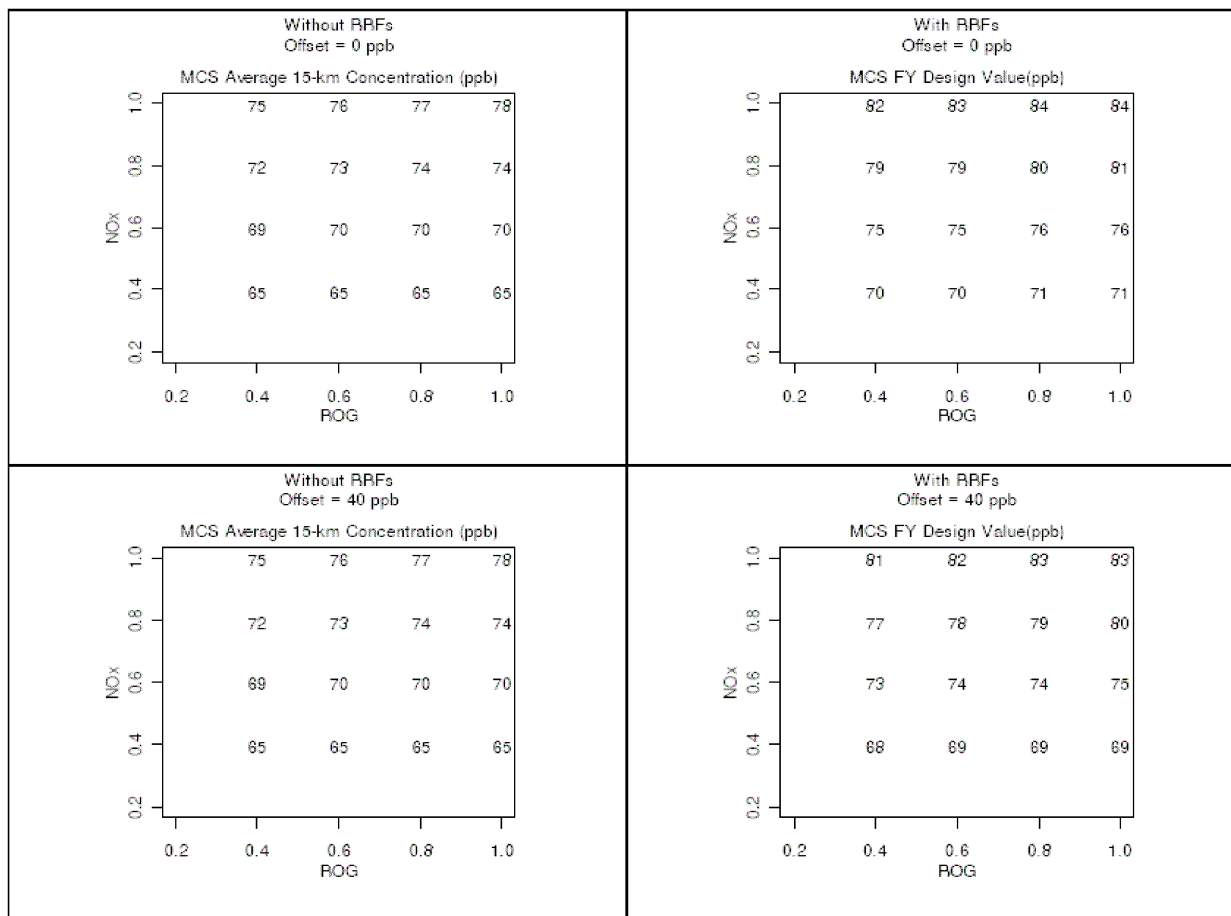 Without RRFs
Offset = 0 ppb
MCS Average 15-km Concentration (ppb)
1.0 75 76 77 78
0.8 72 73 74 74
NOx
0.6 69 70 70 70
0.4 65 65 65 65
0.2
0.2 0.4 0.6 0.8 1.0
ROG
With RRFs
Offset = 0 ppb
MCS FY Design Value(ppb)
1.0 82 83 84 84
0.8 79 79 80 81
NOx
0.6 75 75 76 76
0.4 70 70 71 71
0.2
0.2 0.4 0.6 0.8 1.0
ROG
Without RRFs
Offset = 40 ppb
MCS Average 15-km Concentration (ppb)
1.0 75 76 77 78
0.8 72 73 74 74
NOx
0.6 69 70 70 70
0.4 65 65 65 65
0.2
0.2 0.4 0.6 0.8 1.0
ROG
With RRFs
Offset = 40 ppb
MCS FY Design Value(ppb)
1.0 81 82 83 83
0.8 77 78 79 80
NOx
0.6 73 74 74 75
0.4 68 69 69 69
0.2
0.2 0.4 0.6 0.8 1.0
ROG